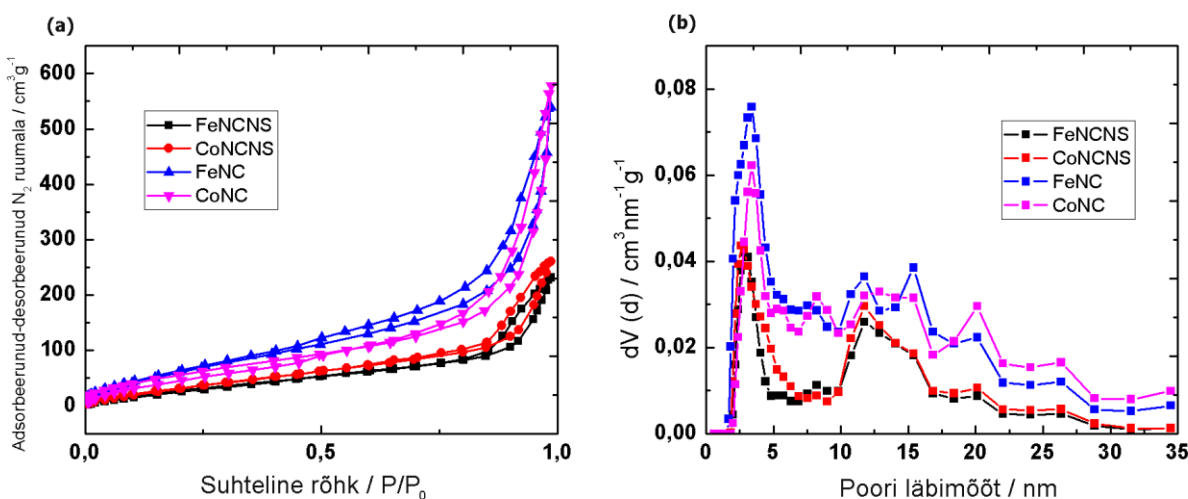 (a)
Adsorbeerunud-desorbeerunud N₂ ruumala / cm³g⁻¹
600
500
400
300
200
100
0
FeNCNS
CoNCNS
FeNC
CoNC
0,0
0,5
1,0
Suhteline rõhk / P/P₀
(b)
dV (d) / cm³nm⁻¹g⁻¹
0,08
0,06
0,04
0,02
0,00
FeNCNS
CoNCNS
FeNC
CoNC
0
5
10
15
20
25
30
35
Poori läbimõõt / nm